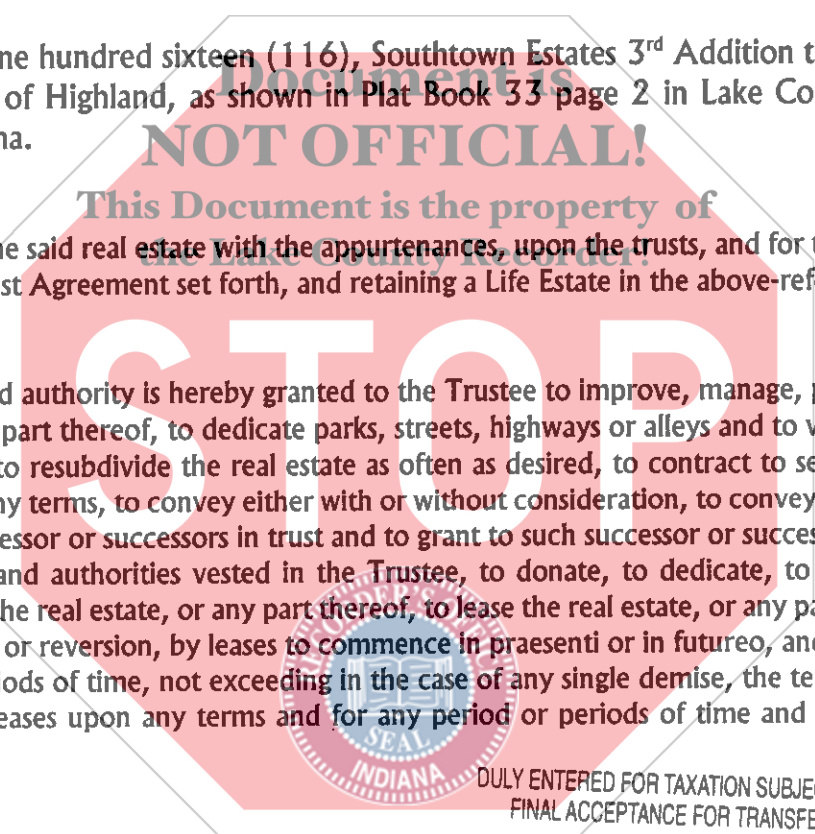 ne hundred sixteen (116), Southtown Estates 3rd Addition t
Document is
of Highland, as shown in Plat Book 33 page 2 in Lake Co
na.
NOT OFFICIAL!
This Document is the property of
he said real estate with the appurtenances, upon the trusts, and for t
the Lake County Recorder!
st Agreement set forth, and retaining a Life Estate in the above-ref
STOP
d authority is hereby granted to the Trustee to improve, manage, p
part thereof, to dedicate parks, streets, highways or alleys and to v
to resubdivide the real estate as often as desired, to contract to se
ny terms, to convey either with or without consideration, to convey
essor or successors in trust and to grant to such successor or succes
and authorities vested in the Trustee, to donate, to dedicate, to
he real estate, or any part thereof, to lease the real estate, or any pa
or reversion, by leases to commence in praesenti or in futureo, and
iods of time, not exceeding in the case of any single demise, the te
eases upon any terms and for any period or periods of time and
SEAL
INDIANA
DULY ENTERED FOR TAXATION SUBJE
FINAL ACCEPTANCE FOR TRANSFE